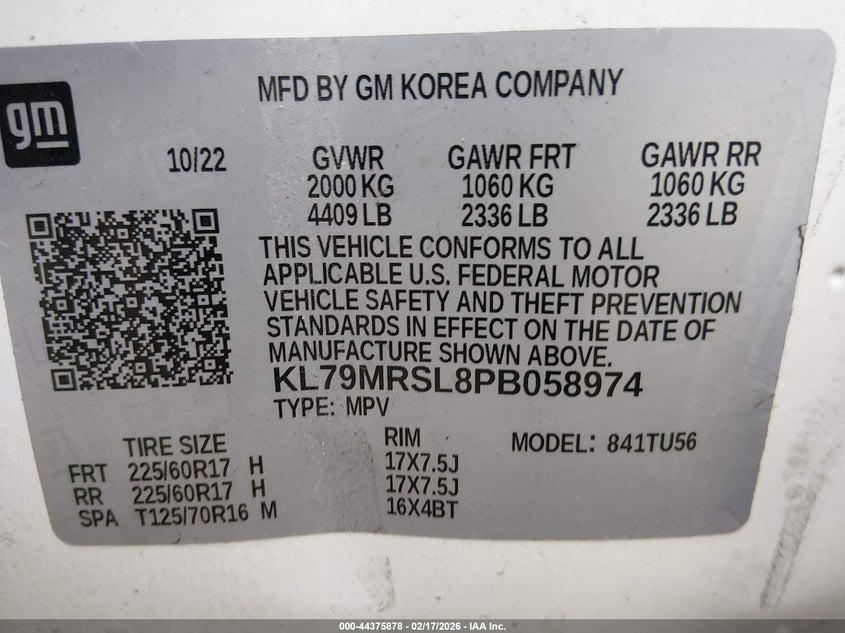 MFD BY GM KOREA COMPANY
gm
10/22 GVWR GAWR FRT GAWR RR
2000 KG 1060 KG 1060 KG
4409 LB 2336 LB 2336 LB
THIS VEHICLE CONFORMS TO ALL
APPLICABLE U.S. FEDERAL MOTOR
VEHICLE SAFETY AND THEFT PREVENTION
STANDARDS IN EFFECT ON THE DATE OF
MANUFACTURE SHOWN ABOVE.
KL79MRSL8PB058974
TYPE: MPV
TIRE SIZE RIM MODEL: 841TU56
FRT 225/60R17 H 17X7.5J
RR 225/60R17 H 17X7.5J
SPA T125/70R16 M 16X4BT
000-44375878 - 02/17/2026 - IAA Inc.